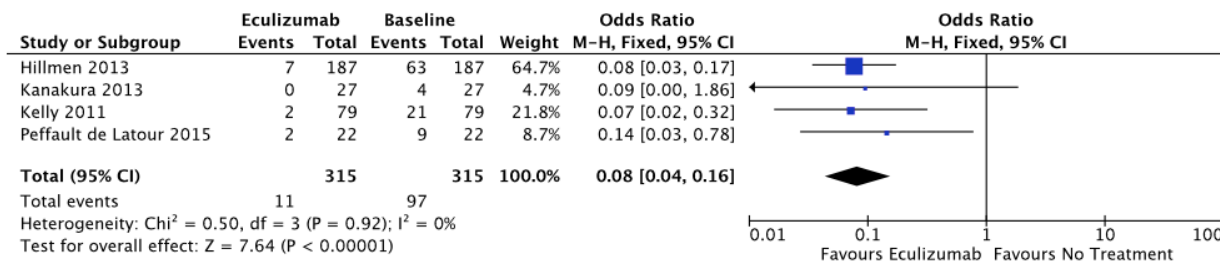 Eculizumab Baseline Odds Ratio Odds Ratio
Study or Subgroup Events Total Events Total Weight M-H, Fixed, 95% CI M-H, Fixed, 95% CI
Hillmen 2013 7 187 63 187 64.7% 0.08 [0.03, 0.17]
Kanakura 2013 0 27 4 27 4.7% 0.09 [0.00, 1.86]
Kelly 2011 2 79 21 79 21.8% 0.07 [0.02, 0.32]
Peffault de Latour 2015 2 22 9 22 8.7% 0.14 [0.03, 0.78]
Total (95% CI) 315 315 100.0% 0.08 [0.04, 0.16]
Total events 11 97
Heterogeneity: Chi² = 0.50, df = 3 (P = 0.92); I² = 0%
Test for overall effect: Z = 7.64 (P < 0.00001)
0.01 0.1 1 10 100
Favours Eculizumab Favours No Treatment